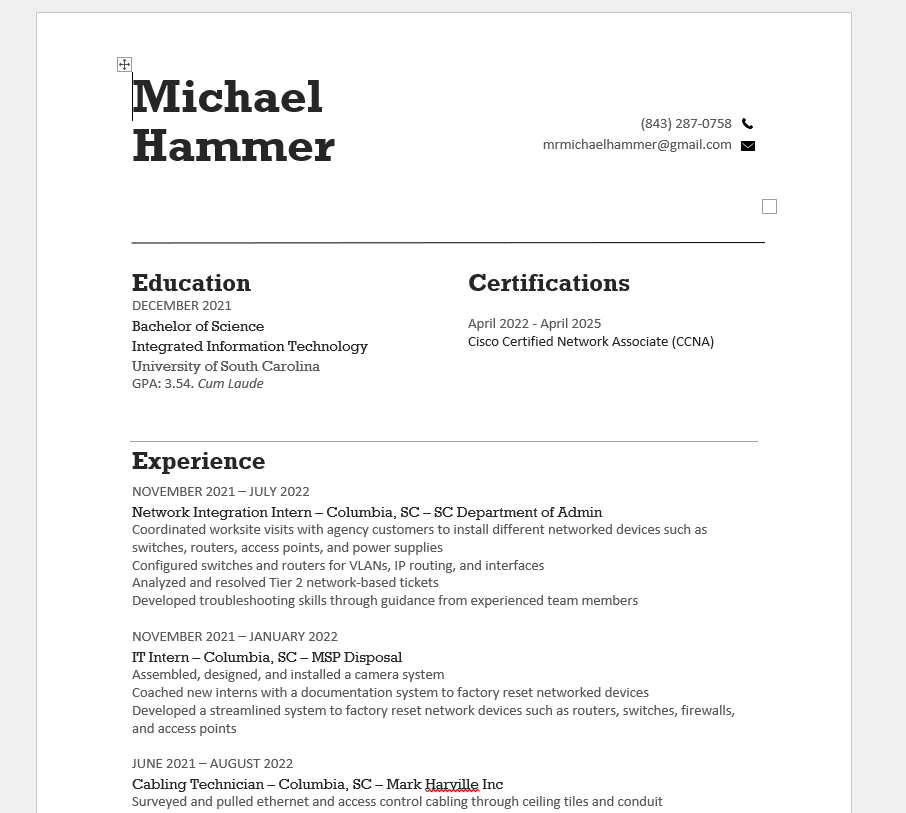 Michael
Hammer
(843) 287-0758
mrmichaelhammer@gmail.com
Education
DECEMBER 2021
Bachelor of Science
Integrated Information Technology
University of South Carolina
GPA: 3.54. Cum Laude
Certifications
April 2022 - April 2025
Cisco Certified Network Associate (CCNA)
Experience
NOVEMBER 2021 – JULY 2022
Network Integration Intern – Columbia, SC – SC Department of Admin
Coordinated worksite visits with agency customers to install different networked devices such as
switches, routers, access points, and power supplies
Configured switches and routers for VLANs, IP routing, and interfaces
Analyzed and resolved Tier 2 network-based tickets
Developed troubleshooting skills through guidance from experienced team members
NOVEMBER 2021 – JANUARY 2022
IT Intern – Columbia, SC – MSP Disposal
Assembled, designed, and installed a camera system
Coached new interns with a documentation system to factory reset networked devices
Developed a streamlined system to factory reset network devices such as routers, switches, firewalls,
and access points
JUNE 2021 – AUGUST 2022
Cabling Technician – Columbia, SC – Mark Harville Inc
Surveyed and pulled ethernet and access control cabling through ceiling tiles and conduit